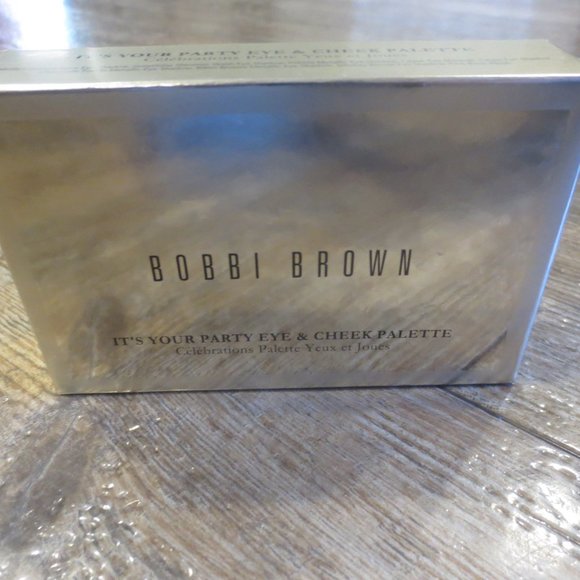 IT'S YOUR PARTY EYE & CHEEK PALETTE
Célébrations Palette Yeux et Joues
BOBBI BROWN
IT'S YOUR PARTY EYE & CHEEK PALETTE
Célébrations Palette Yeux et Joues